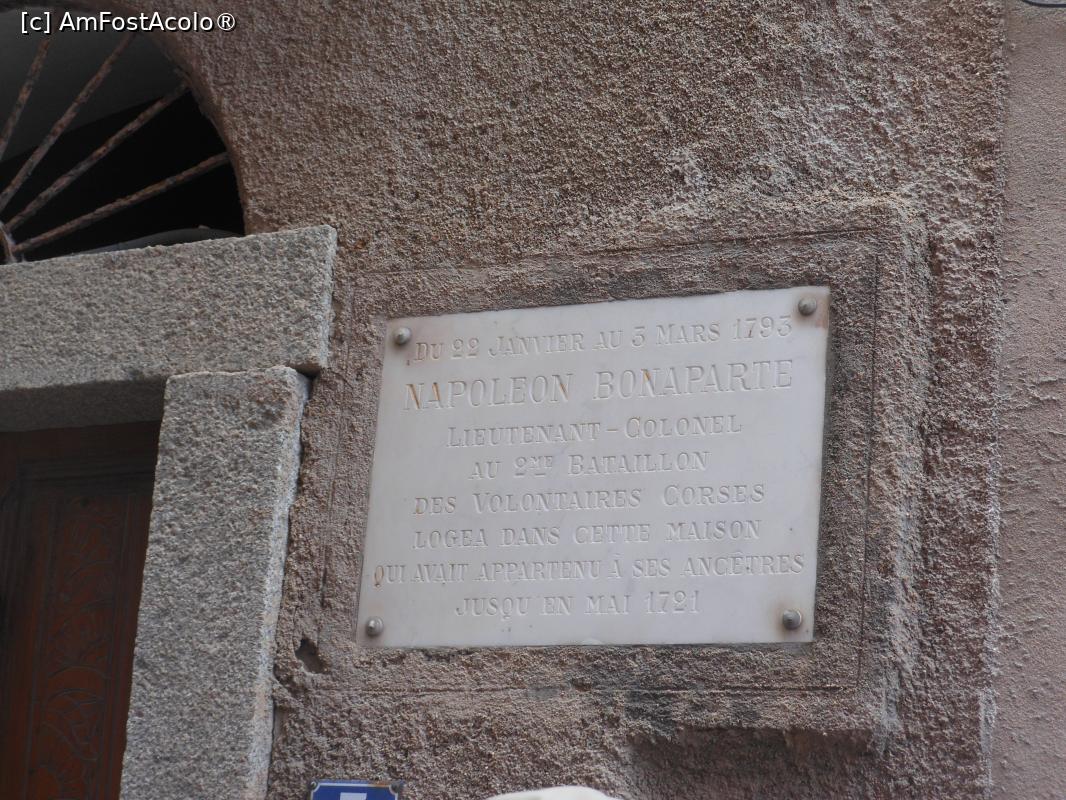 [c] AmFostAcolo®
DU 22 JANVIER AU 3 MARS 1793
NAPOLEON BONAPARTE
LIEUTENANT-COLONEL
AU 2ME BATAILLON
DES VOLONTAIRES CORSES
LOGEA DANS CETTE MAISON
QUI AVAIT APPARTENU À SES ANCÊTRES
JUSQU'EN MAI 1721